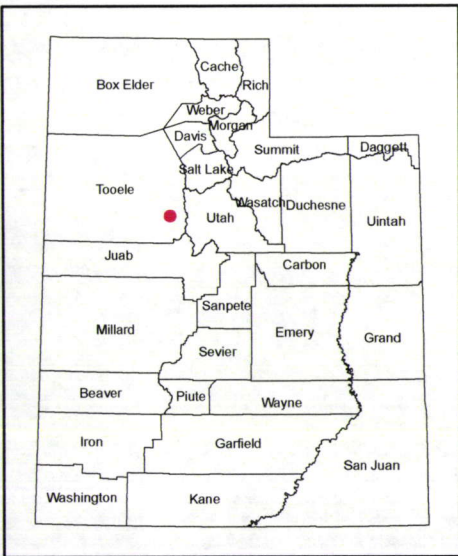 Cache
Box Elder
Rich
Weber
Morgan
Davis
Summit
Daggett
Salt Lake
Tooele
Wasatch
Duchesne
Utah
Uintah
Juab
Carbon
Sanpete
Millard
Emery
Grand
Sevier
Beaver
Piute
Wayne
Iron
Garfield
San Juan
Washington
Kane